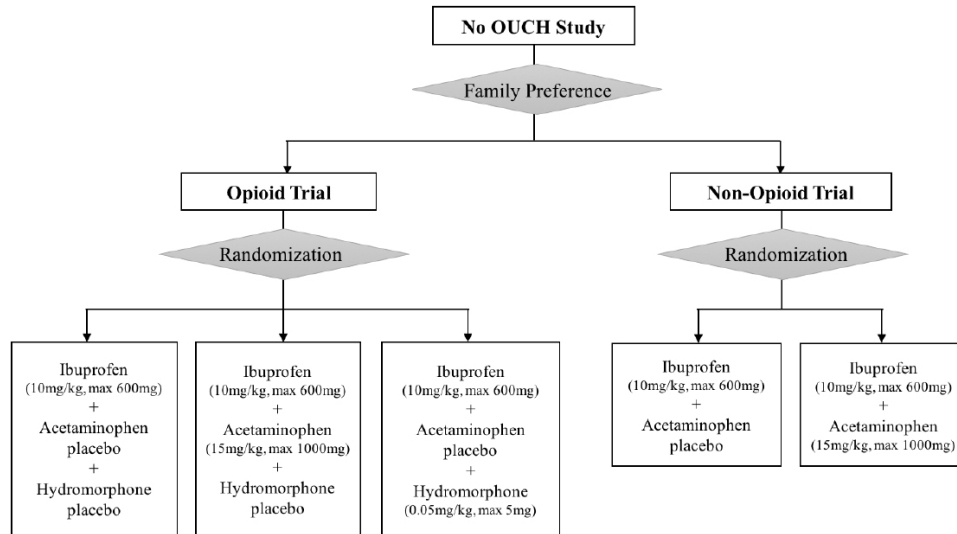 No OUCH Study
Family Preference
Opioid Trial
Non-Opioid Trial
Randomization
Randomization
Ibuprofen
(10mg/kg, max 600mg)
+
Acetaminophen
placebo
+
Hydromorphone
placebo
Ibuprofen
(10mg/kg, max 600mg)
+
Acetaminophen
(15mg/kg, max 1000mg)
+
Hydromorphone
placebo
Ibuprofen
(10mg/kg, max 600mg)
+
Acetaminophen
placebo
+
Hydromorphone
(0.05mg/kg, max 5mg)
Ibuprofen
(10mg/kg, max 600mg)
+
Acetaminophen
placebo
Ibuprofen
(10mg/kg, max 600mg)
+
Acetaminophen
(15mg/kg, max 1000mg)